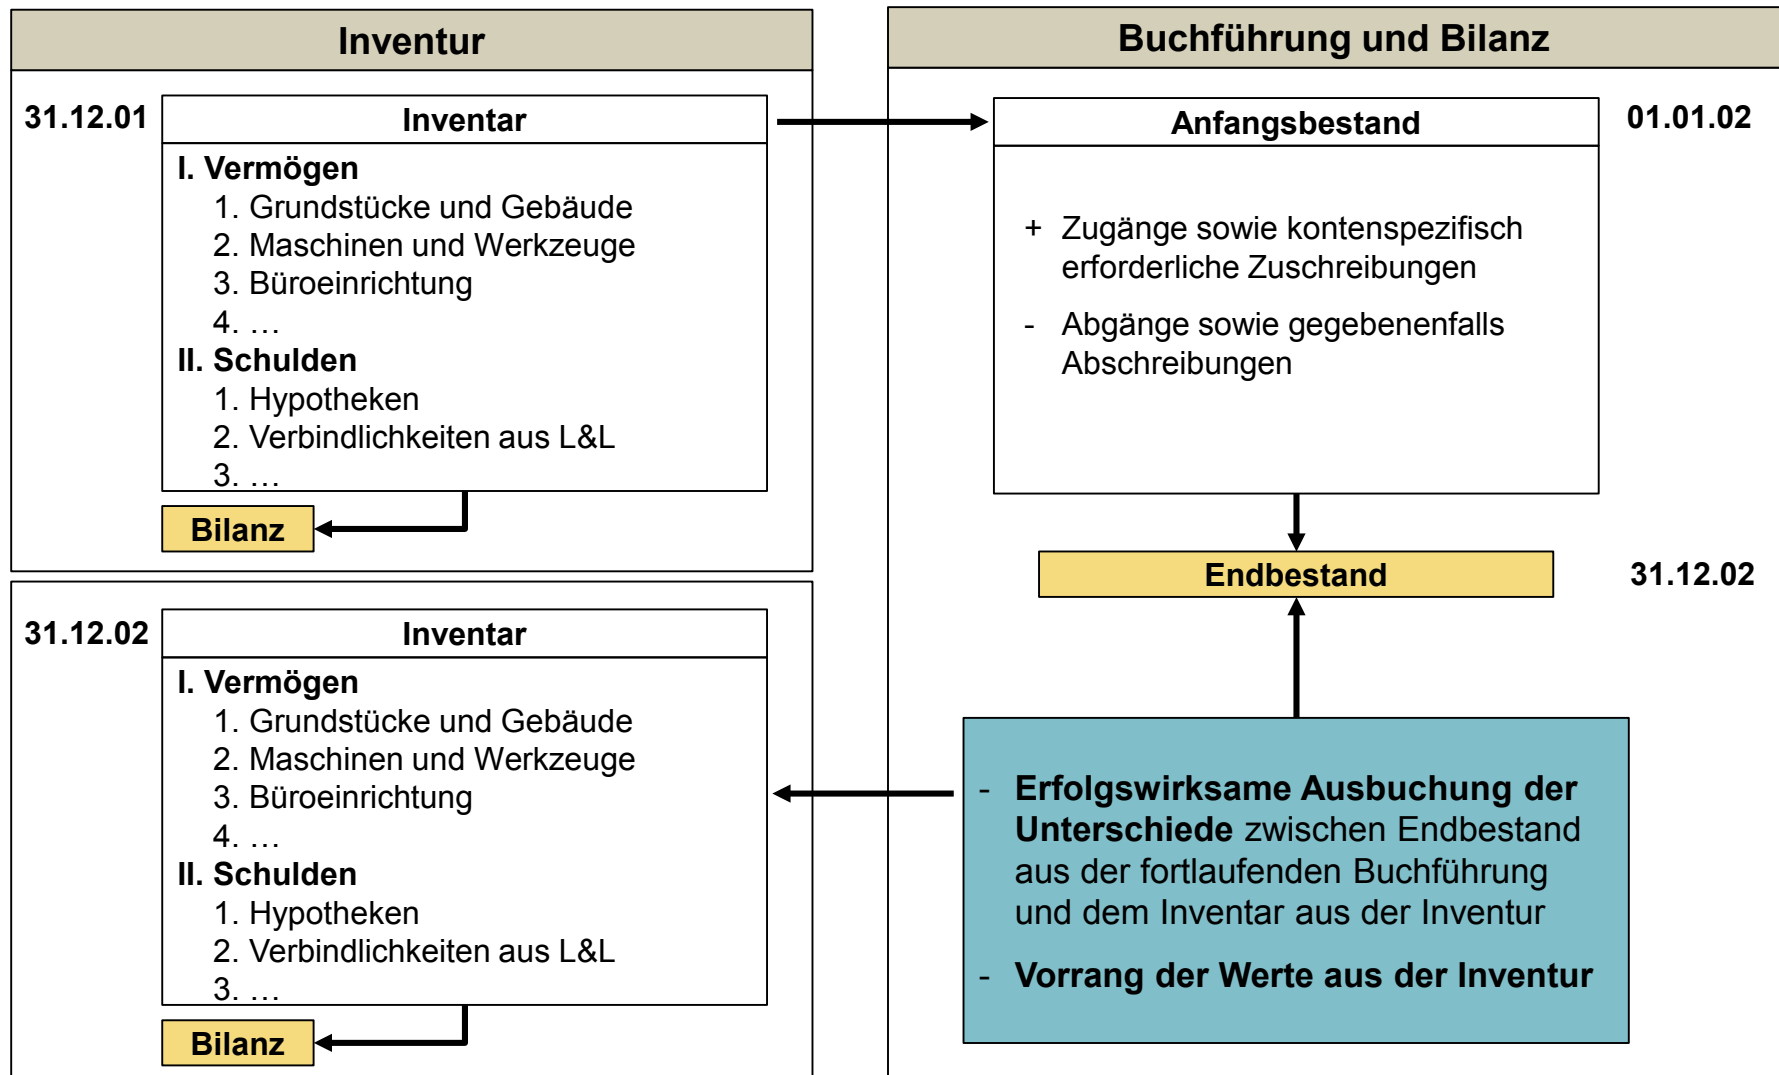 Inventur
31.12.01
Inventar
I. Vermögen
1. Grundstücke und Gebäude
2. Maschinen und Werkzeuge
3. Büroeinrichtung
4. …
II. Schulden
1. Hypotheken
2. Verbindlichkeiten aus L&L
3. …
Bilanz
31.12.02
Inventar
I. Vermögen
1. Grundstücke und Gebäude
2. Maschinen und Werkzeuge
3. Büroeinrichtung
4. …
II. Schulden
1. Hypotheken
2. Verbindlichkeiten aus L&L
3. …
Bilanz
Buchführung und Bilanz
Anfangsbestand
01.01.02
+ Zugänge sowie kontenspezifisch
erforderliche Zuschreibungen
- Abgänge sowie gegebenenfalls
Abschreibungen
Endbestand
31.12.02
- Erfolgswirksame Ausbuchung der
Unterschiede zwischen Endbestand
aus der fortlaufenden Buchführung
und dem Inventar aus der Inventur
- Vorrang der Werte aus der Inventur